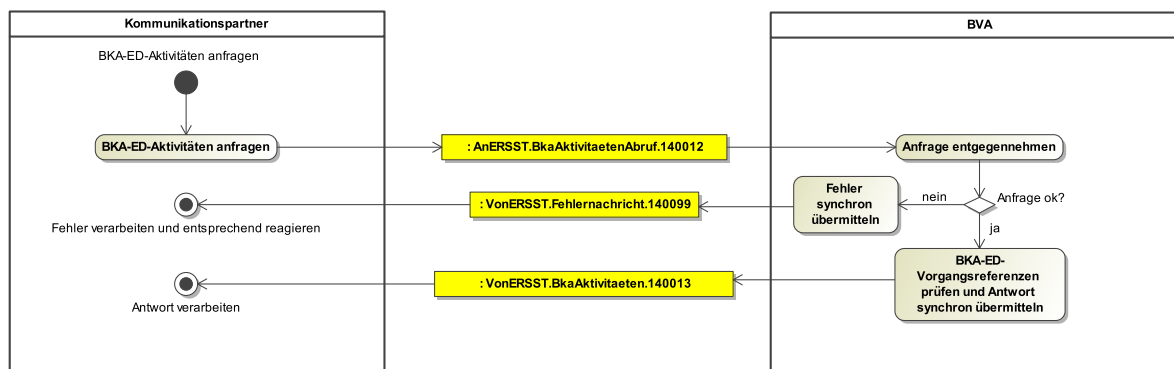 Kommunikationspartner
BVA
BKA-ED-Aktivitäten anfragen
BKA-ED-Aktivitäten anfragen
: AnERSST.BkaAktivitaetenAbruf.140012
Anfrage entgegennehmen
Anfrage ok?
nein
Fehler
synchron
übermitteln
: VonERSST.Fehlernachricht.140099
Fehler verarbeiten und entsprechend reagieren
ja
BKA-ED-
Vorgangsreferenzen
prüfen und Antwort
synchron übermitteln
: VonERSST.BkaAktivitaeten.140013
Antwort verarbeiten